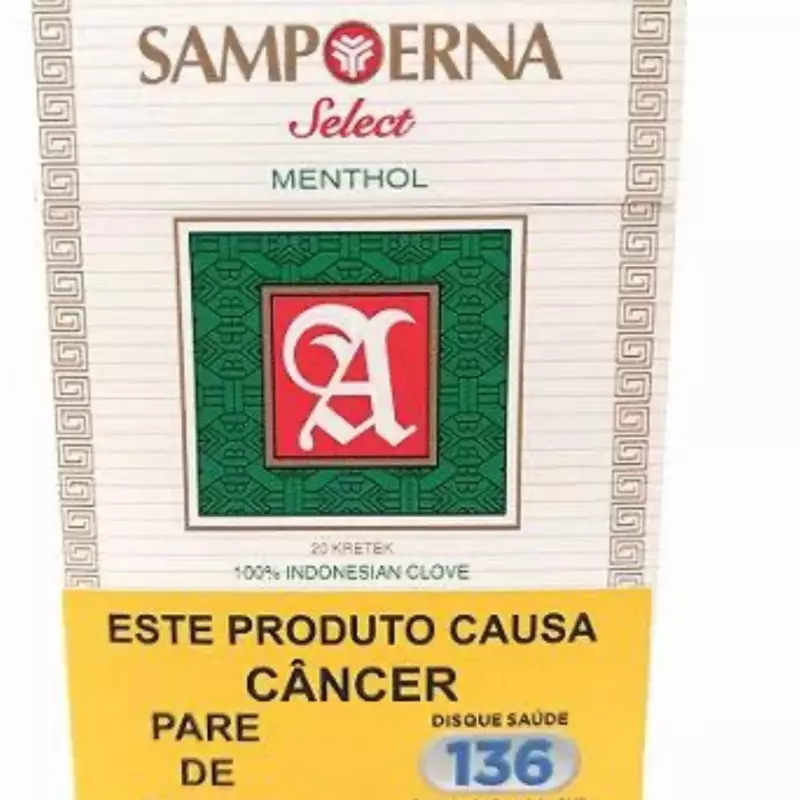 SAMPOERNA
Select
MENTHOL
A
20 KRETEK
100% INDONESIAN CLOVE
ESTE PRODUTO CAUSA
CÂNCER
PARE
DE
DISQUE SAÚDE
136